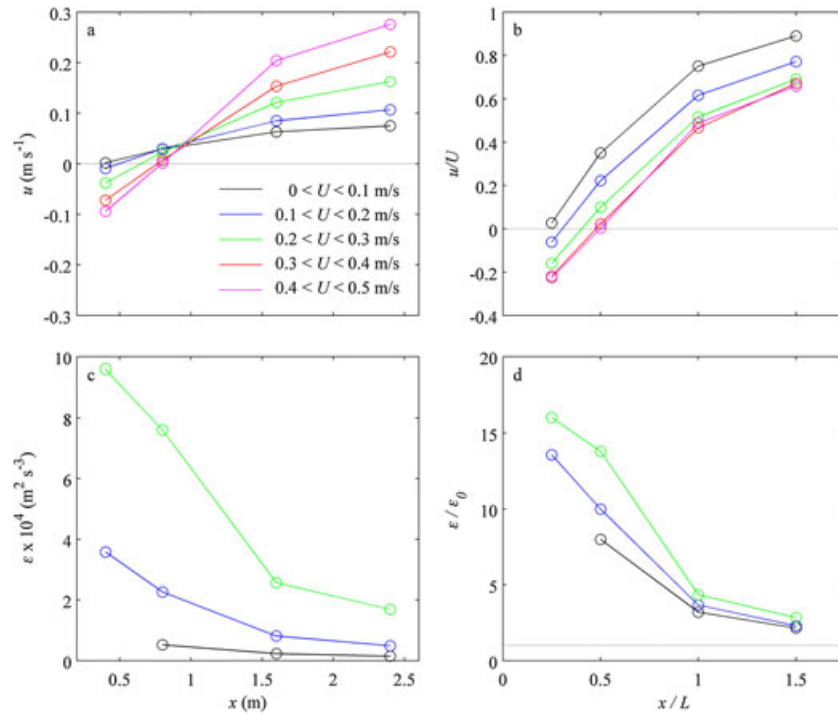 a
0.3
0.2
0.1
0
-0.1
-0.2
-0.3
u (m s⁻¹)
0 < U < 0.1 m/s
0.1 < U < 0.2 m/s
0.2 < U < 0.3 m/s
0.3 < U < 0.4 m/s
0.4 < U < 0.5 m/s
b
1
0.8
0.6
0.4
0.2
0
-0.2
-0.4
u/U
c
10
8
6
4
2
0
ε x 10⁴ (m² s⁻³)
0.5 1 1.5 2 2.5
x (m)
d
20
15
10
5
0
ε / ε₀
0 0.5 1 1.5
x / L